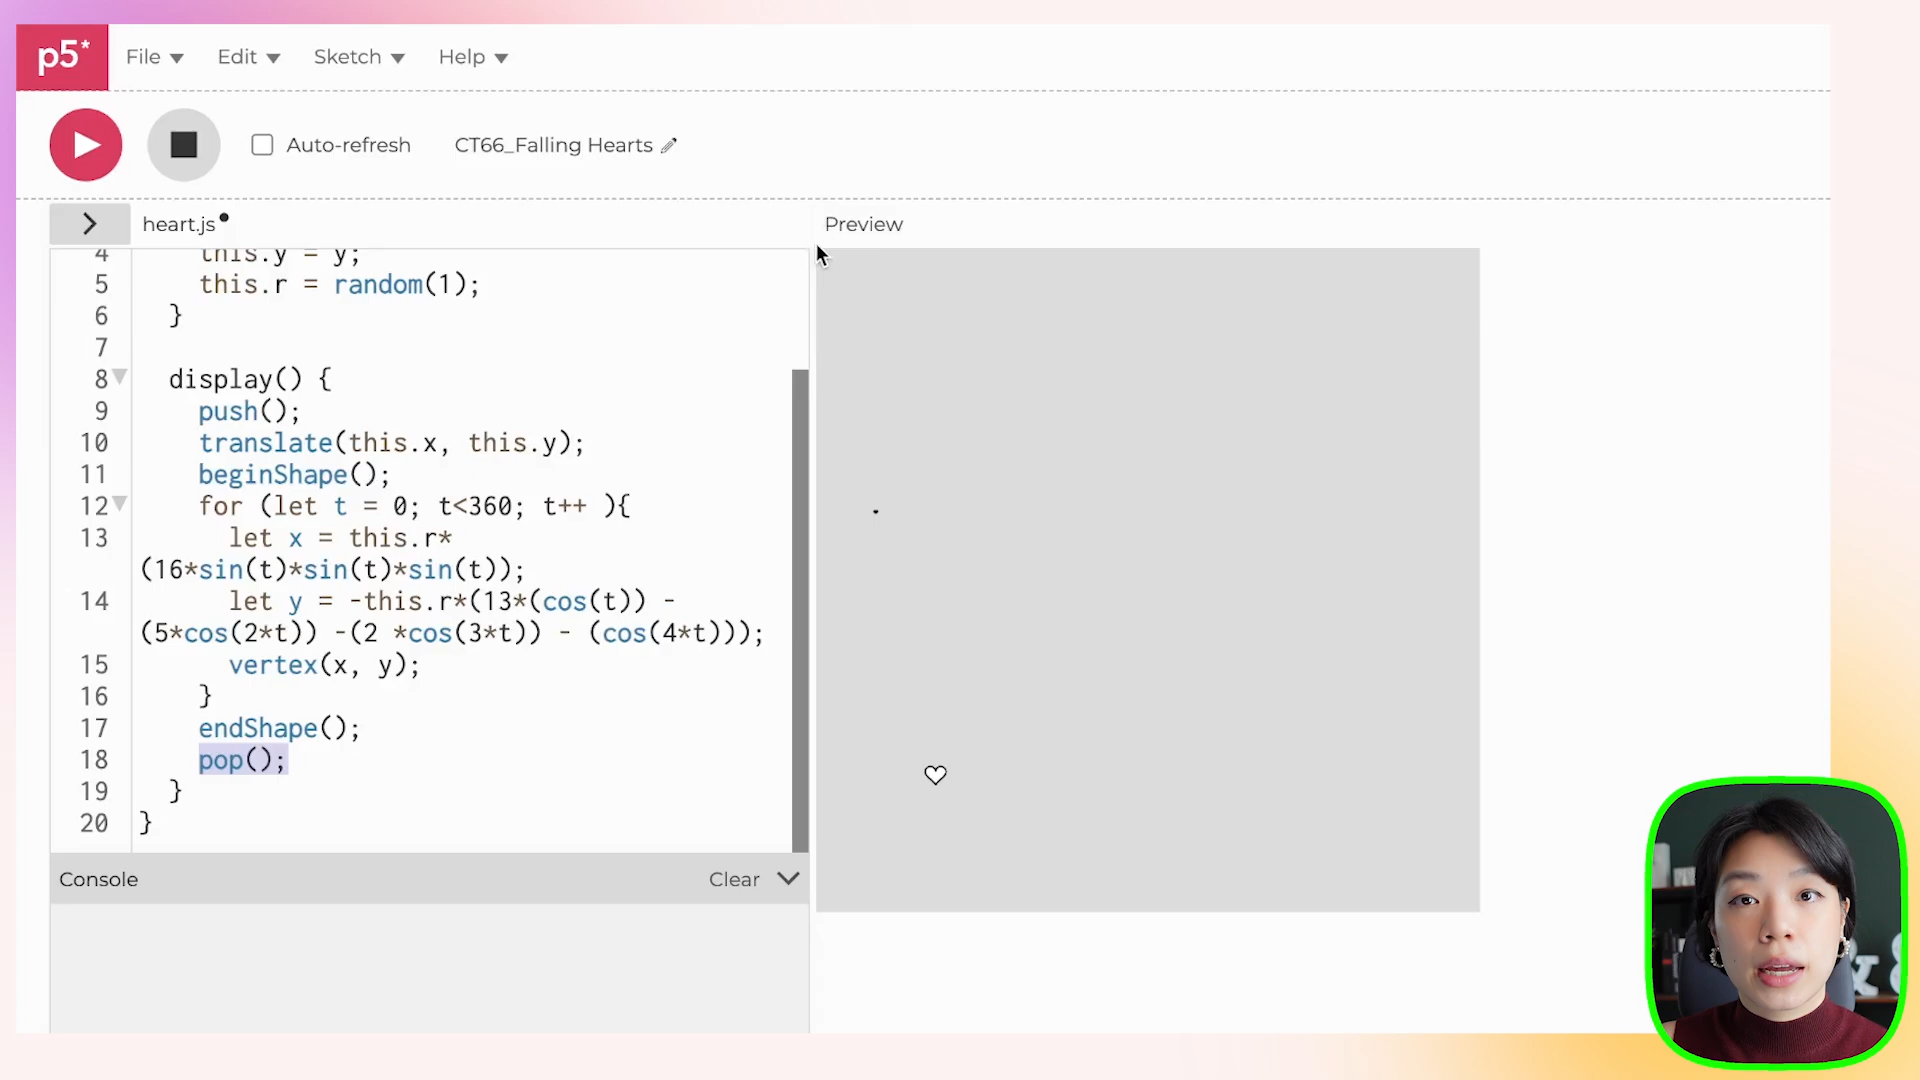 p5*
File Edit Sketch Help
Auto-refresh CT66_Falling Hearts
heart.js
Preview
4 this.y = y;
5 this.r = random(1);
6 }
7
8 display() {
9 push();
10 translate(this.x, this.y);
11 beginShape();
12 for (let t = 0; t<360; t++ ){
13 let x = this.r*
(16*sin(t)*sin(t)*sin(t));
14 let y = -this.r*(13*(cos(t)) -
(5*cos(2*t)) -(2 *cos(3*t)) - (cos(4*t)));
15 vertex(x, y);
16 }
17 endShape();
18 pop();
19 }
20 }
Console Clear